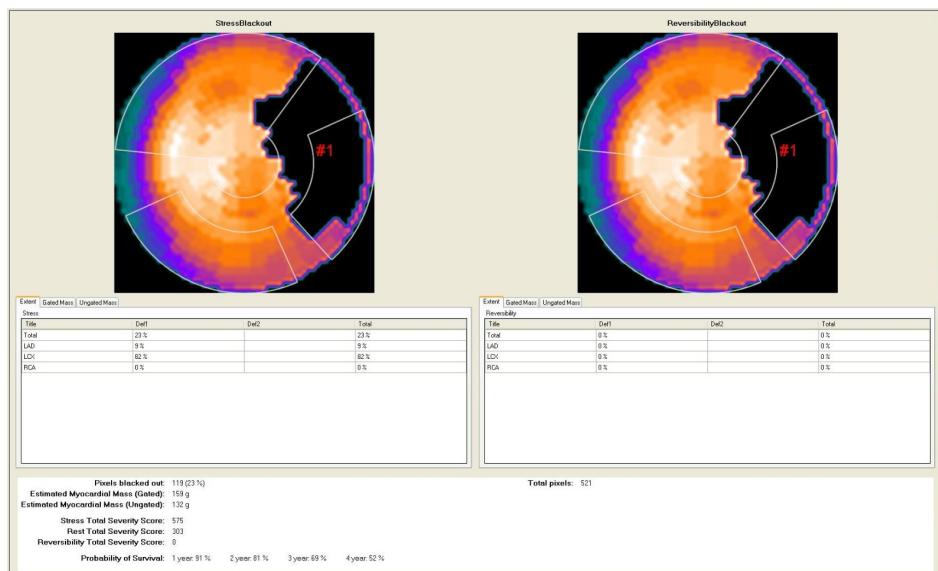 StressBlackout
ReversibilityBlackout
#1
#1
Extent Gated Mass Ungated Mass
Stress
Title Def1 Def2 Total
Total 23 % 23 %
LAD 9 % 9 %
LCX 82 % 82 %
RCA 0 % 0 %
Extent Gated Mass Ungated Mass
Reversibility
Title Def1 Def2 Total
Total 0 % 0 %
LAD 0 % 0 %
LCX 0 % 0 %
RCA 0 % 0 %
Pixels blacked out: 119 (23 %)
Total pixels: 521
Estimated Myocardial Mass (Gated): 159 g
Estimated Myocardial Mass (Ungated): 132 g
Stress Total Severity Score: 575
Rest Total Severity Score: 303
Reversibility Total Severity Score: 0
Probability of Survival: 1 year: 91 % 2 year: 81 % 3 year: 69 % 4 year: 52 %